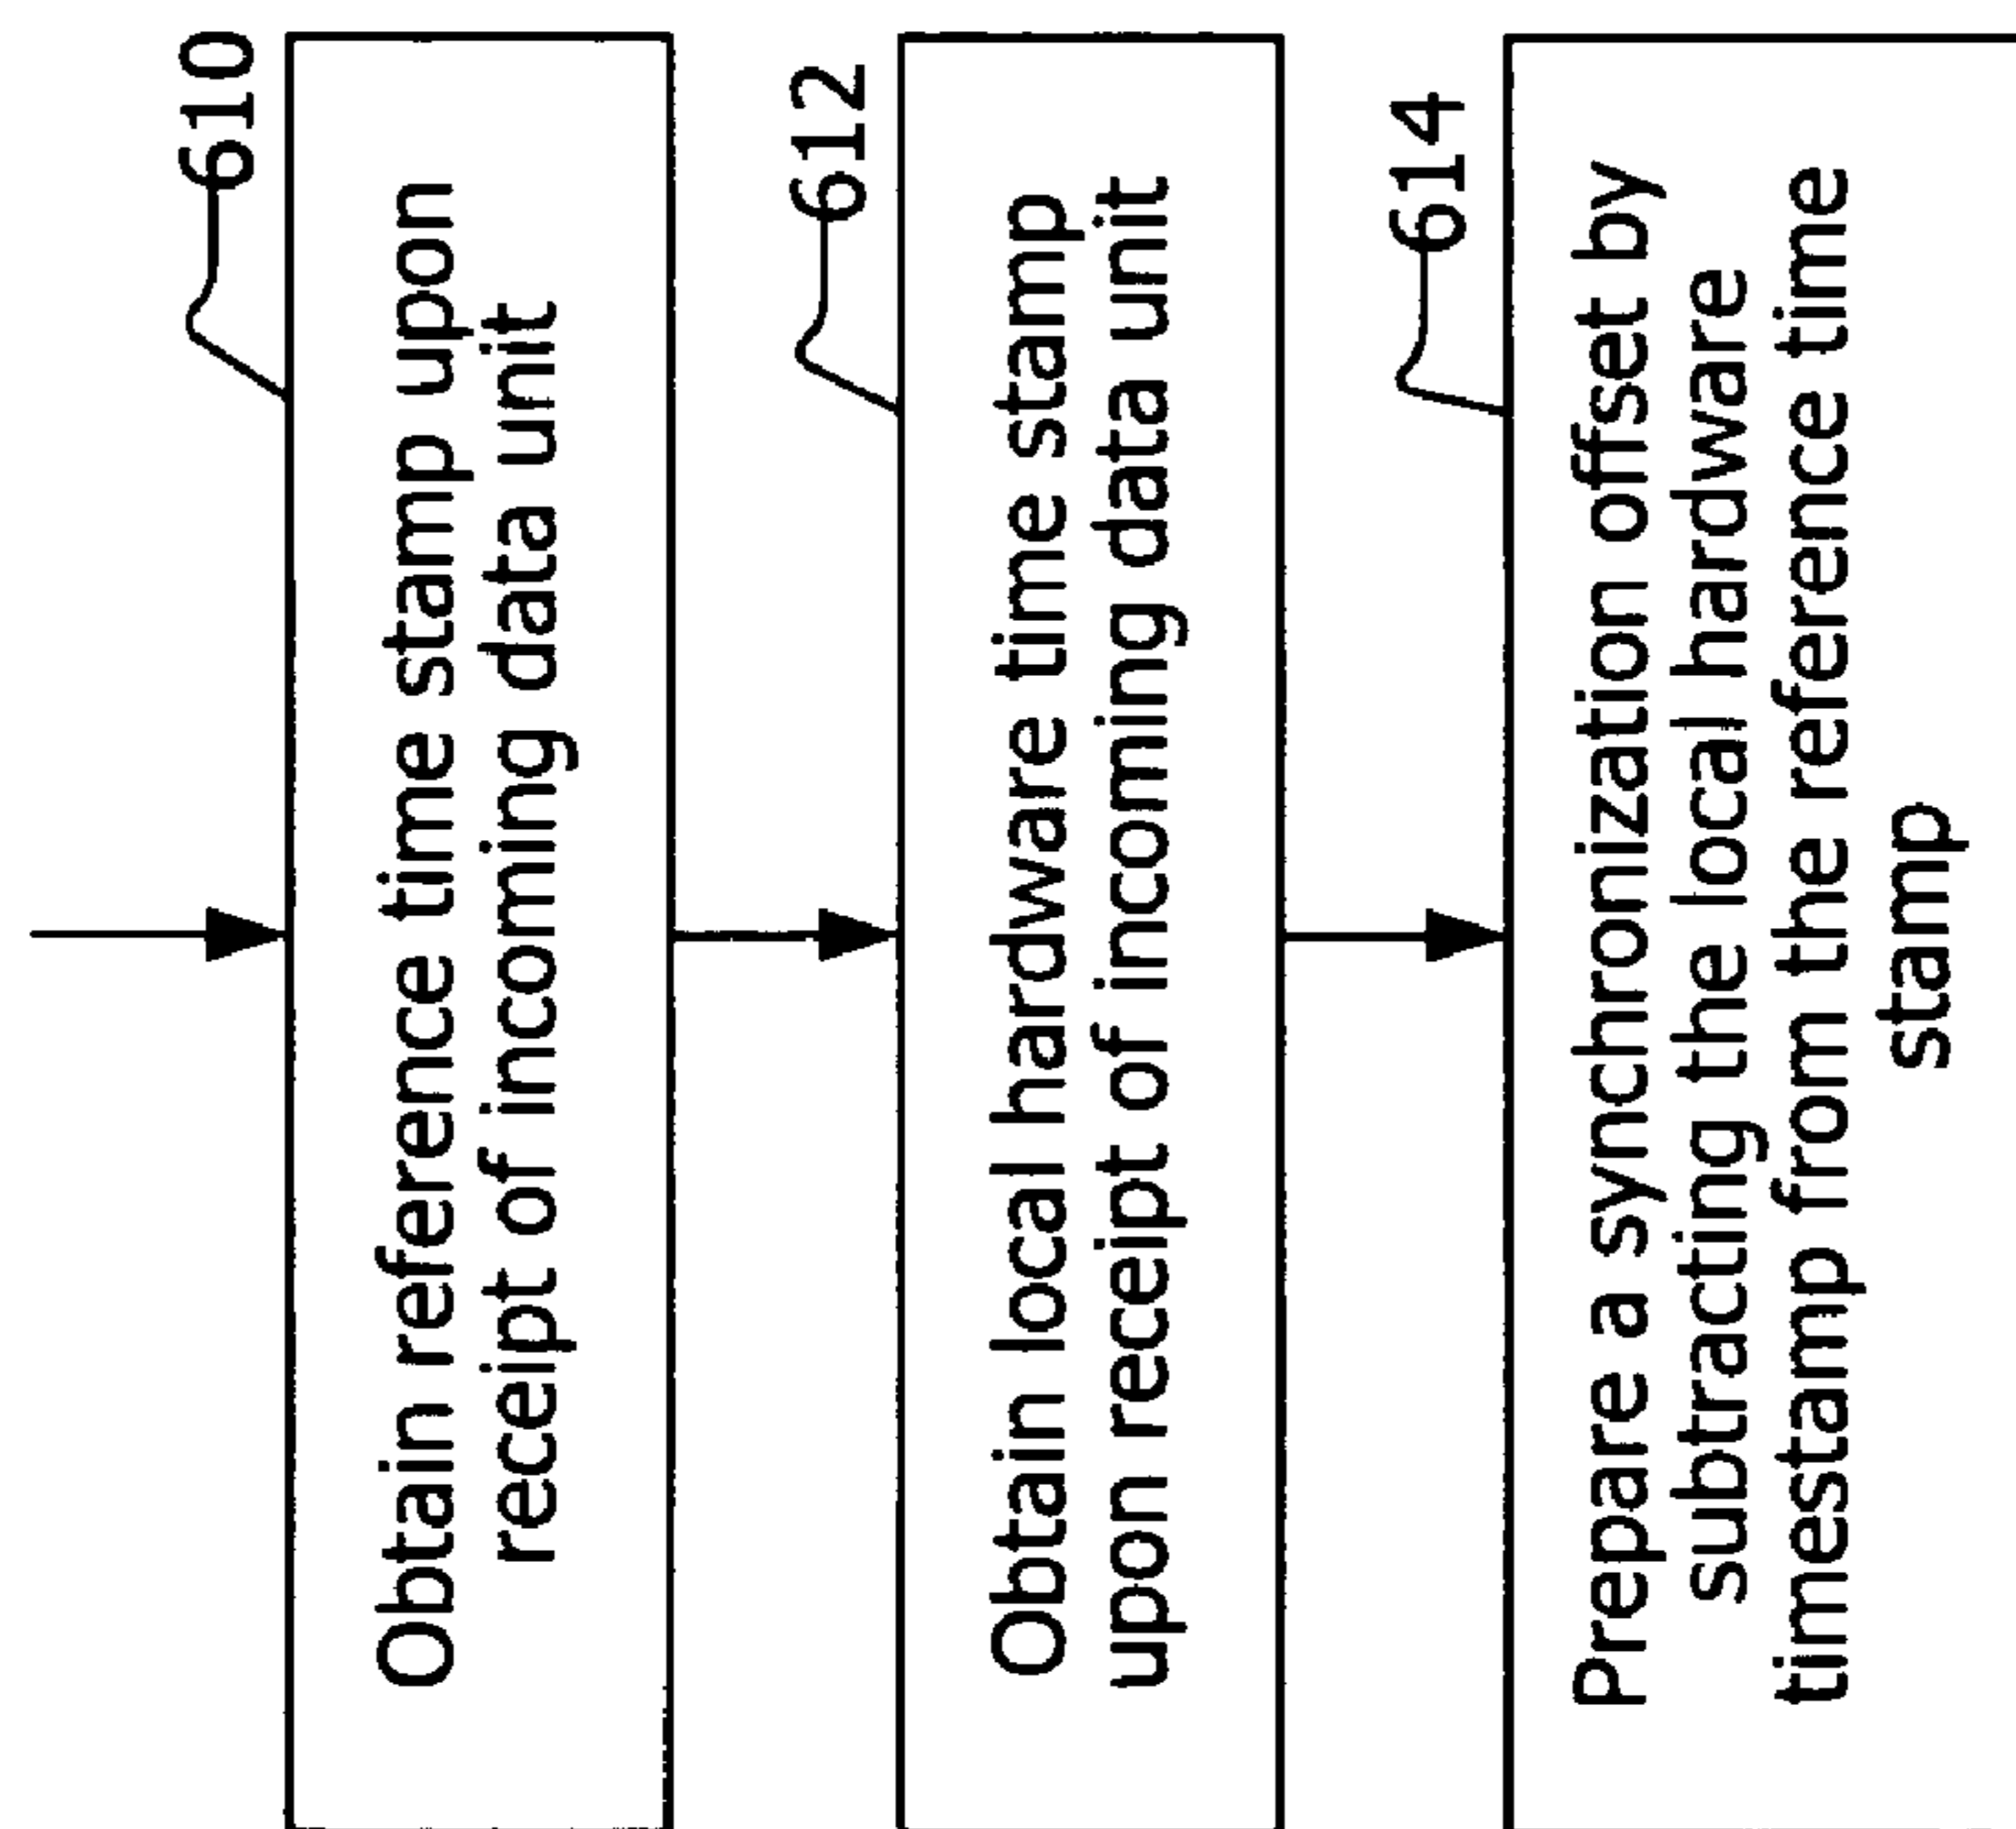 610
Obtain reference time stamp upon
receipt of incoming data unit
612
Obtain local hardware time stamp
upon receipt of incoming data unit
614
Prepare a synchronization offset by
subtracting the local hardware
timestamp from the reference time
stamp